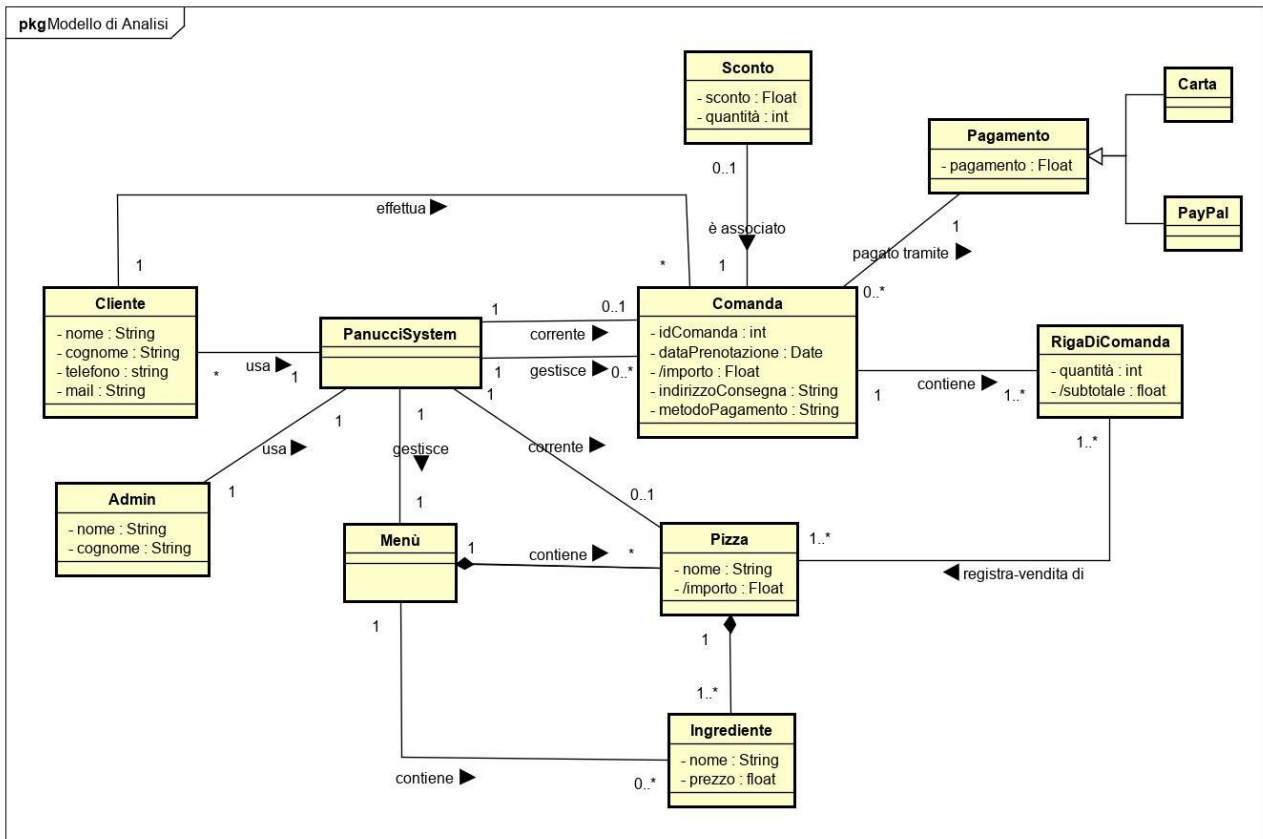 pkg Modello di Analisi
Sconto
- sconto : Float
- quantità : int
Carta
Pagamento
- pagamento : Float
PayPal
0..1
effettua ►
è associato
▼
1
pagato tramite ►
1
0..*
1
*
Cliente
- nome : String
- cognome : String
- telefono : string
- mail : String
PanucciSystem
1
0..1
corrente ►
1
gestisce ►
0..*
Comanda
- idComanda : int
- dataPrenotazione : Date
- /importo : Float
- indirizzoConsegna : String
- metodoPagamento : String
RigaDiComanda
- quantità : int
- /subtotale : float
*
usa ►
1
1
contiene ►
1..*
1
usa ►
1
1
gestisce
▼
1
1
corrente ►
0..1
1..*
Admin
- nome : String
- cognome : String
Menù
1
contiene ►
*
Pizza
- nome : String
- /importo : Float
1..*
◄ registra-vendita di
1
1
1..*
Ingrediente
- nome : String
- prezzo : float
contiene ►
0..*